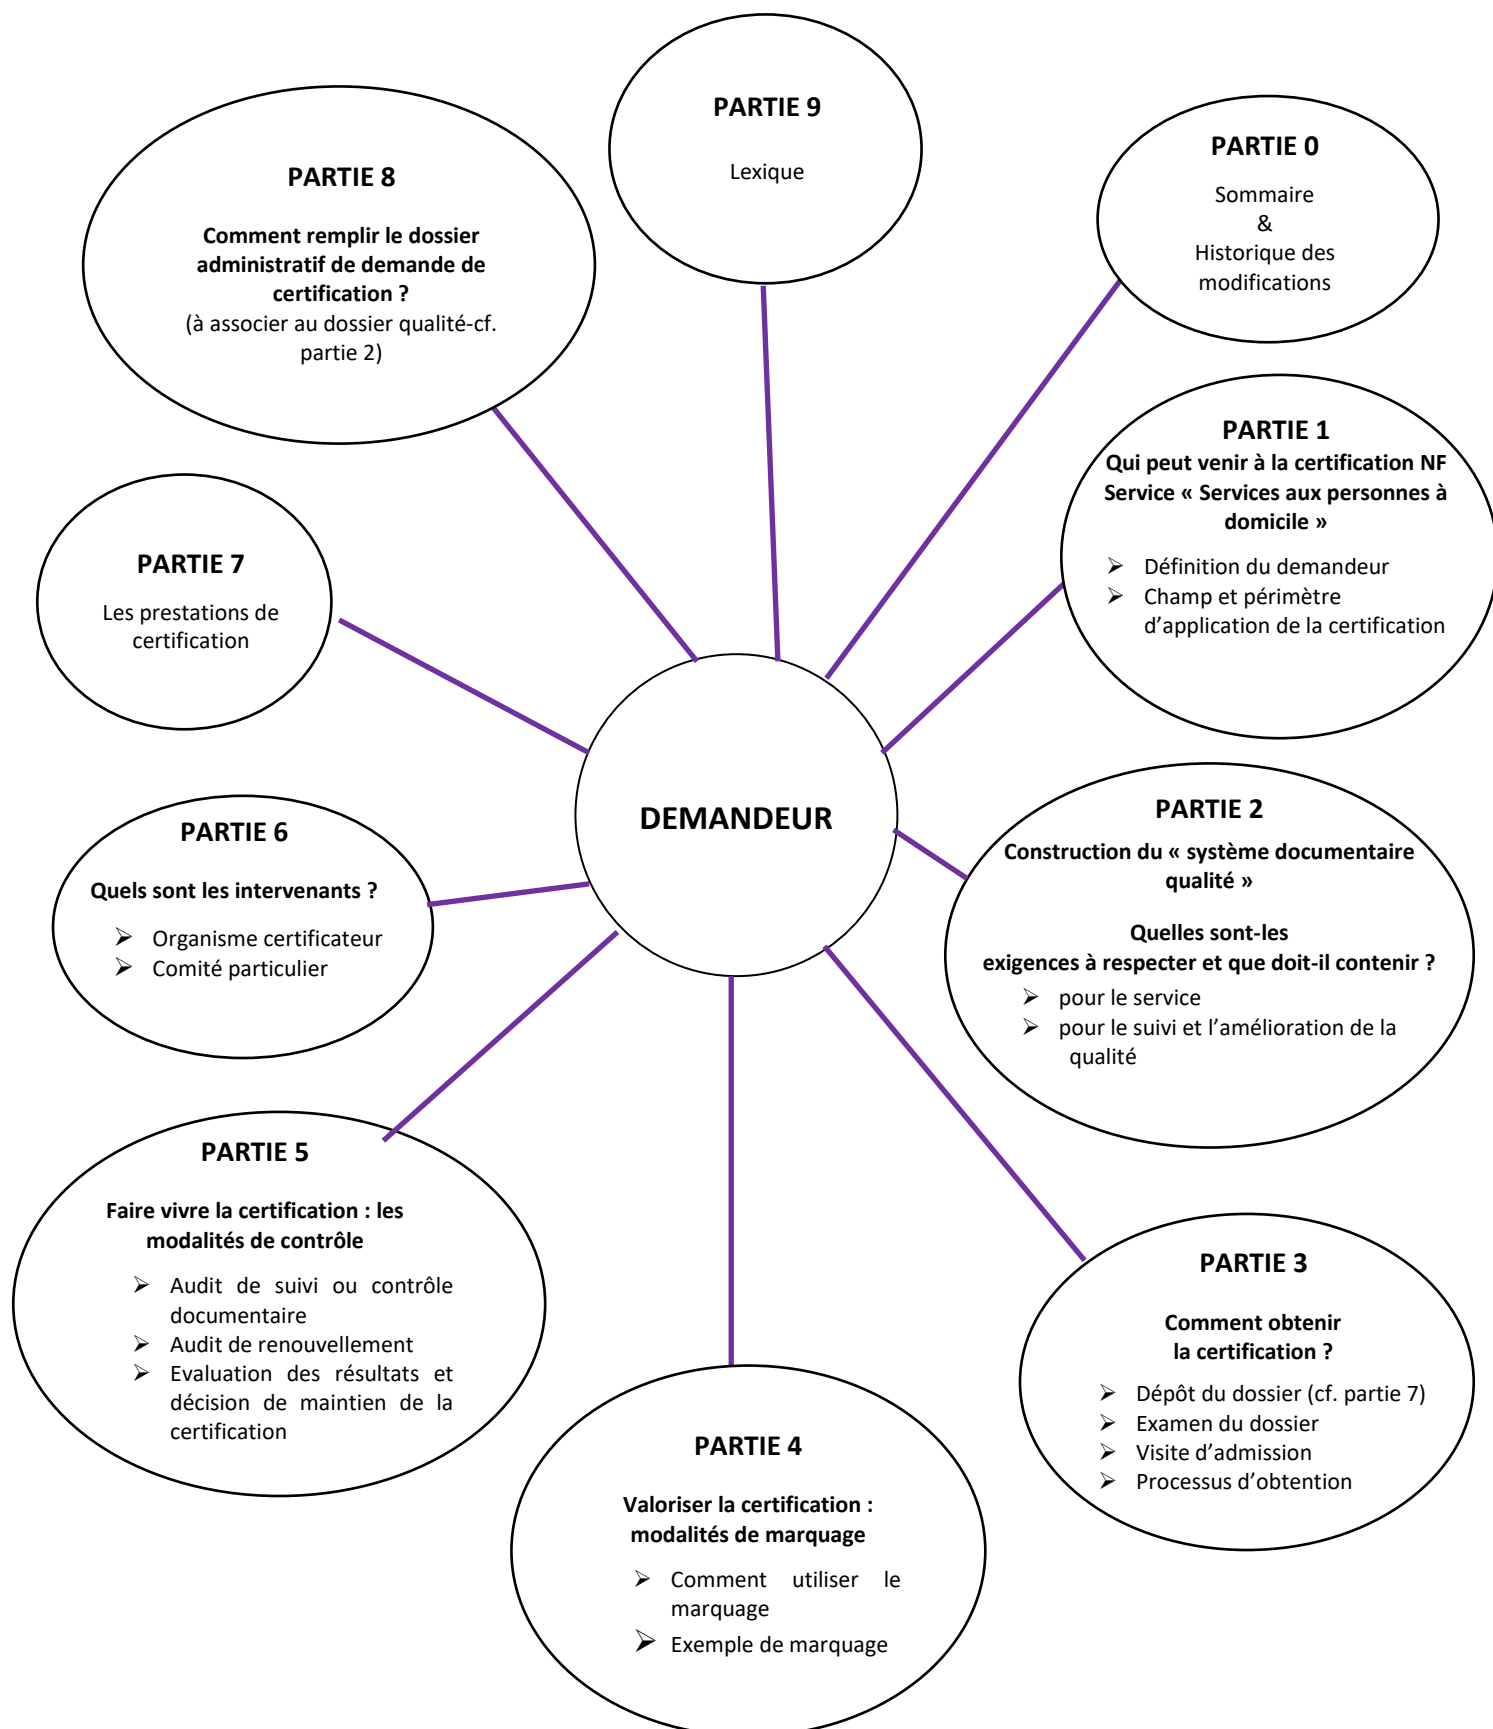 PARTIE 9
Lexique
PARTIE 0
Sommaire
&
Historique des
modifications
PARTIE 8
Comment remplir le dossier
administratif de demande de
certification ?
(à associer au dossier qualité-cf.
partie 2)
PARTIE 1
Qui peut venir à la certification NF
Service « Services aux personnes à
domicile »
➢ Définition du demandeur
➢ Champ et périmètre
d’application de la certification
PARTIE 7
Les prestations de
certification
DEMANDEUR
PARTIE 2
Construction du « système documentaire
qualité »
Quelles sont-les
exigences à respecter et que doit-il contenir ?
➢ pour le service
➢ pour le suivi et l’amélioration de la
qualité
PARTIE 6
Quels sont les intervenants ?
➢ Organisme certificateur
➢ Comité particulier
PARTIE 5
Faire vivre la certification : les
modalités de contrôle
➢ Audit de suivi ou contrôle
documentaire
➢ Audit de renouvellement
➢ Evaluation des résultats et
décision de maintien de la
certification
PARTIE 3
Comment obtenir
la certification ?
➢ Dépôt du dossier (cf. partie 7)
➢ Examen du dossier
➢ Visite d’admission
➢ Processus d’obtention
PARTIE 4
Valoriser la certification :
modalités de marquage
➢ Comment utiliser le
marquage
➢ Exemple de marquage